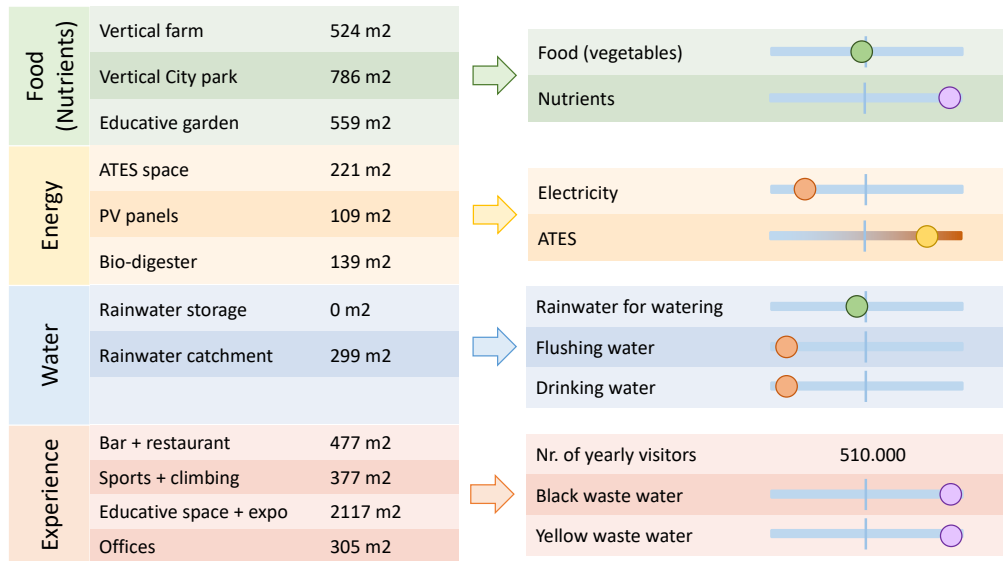 Food
(Nutrients)
Vertical farm 524 m2
Vertical City park 786 m2
Educative garden 559 m2
Food (vegetables)
Nutrients
Energy
ATES space 221 m2
PV panels 109 m2
Bio-digester 139 m2
Electricity
ATES
Water
Rainwater storage 0 m2
Rainwater catchment 299 m2
Rainwater for watering
Flushing water
Drinking water
Experience
Bar + restaurant 477 m2
Sports + climbing 377 m2
Educative space + expo 2117 m2
Offices 305 m2
Nr. of yearly visitors 510.000
Black waste water
Yellow waste water